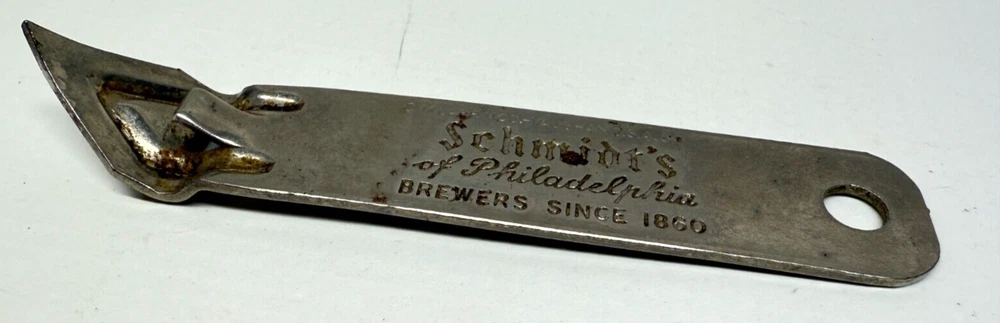 Schmidt's
of Philadelphia
BREWERS SINCE 1860